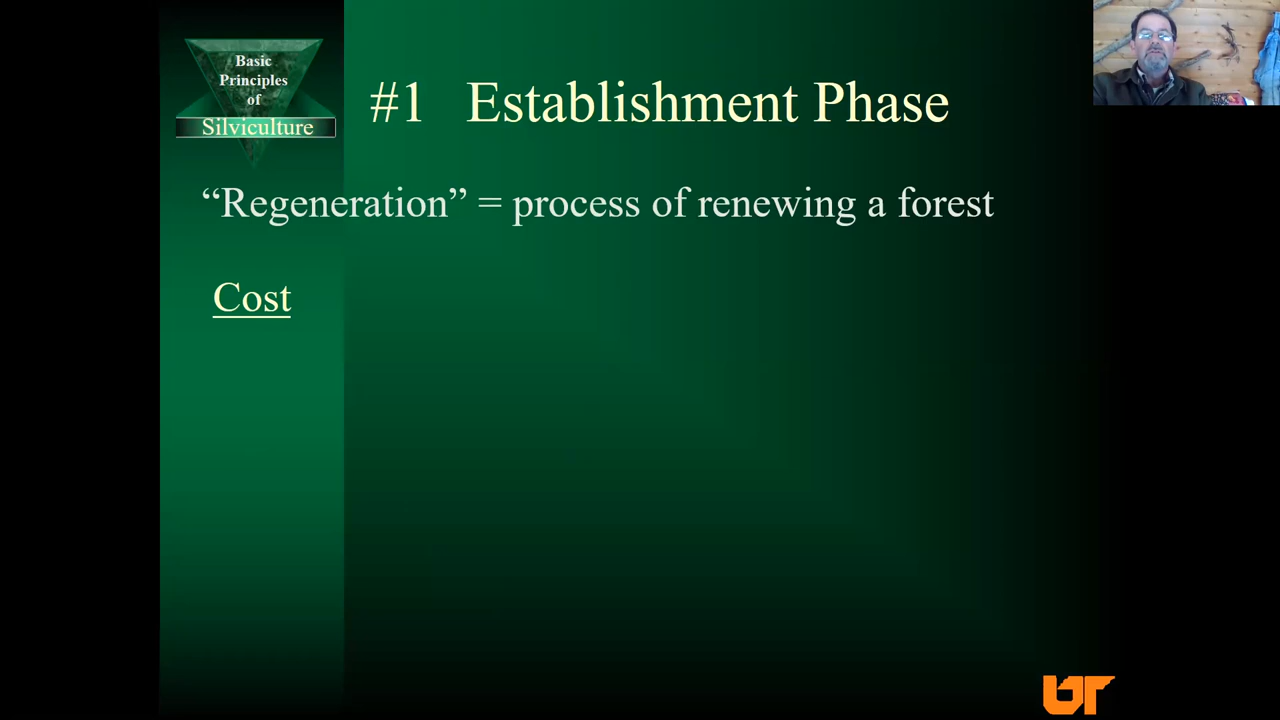 Basic
Principles
of
Silviculture
#1 Establishment Phase
“Regeneration” = process of renewing a forest
Cost
UT